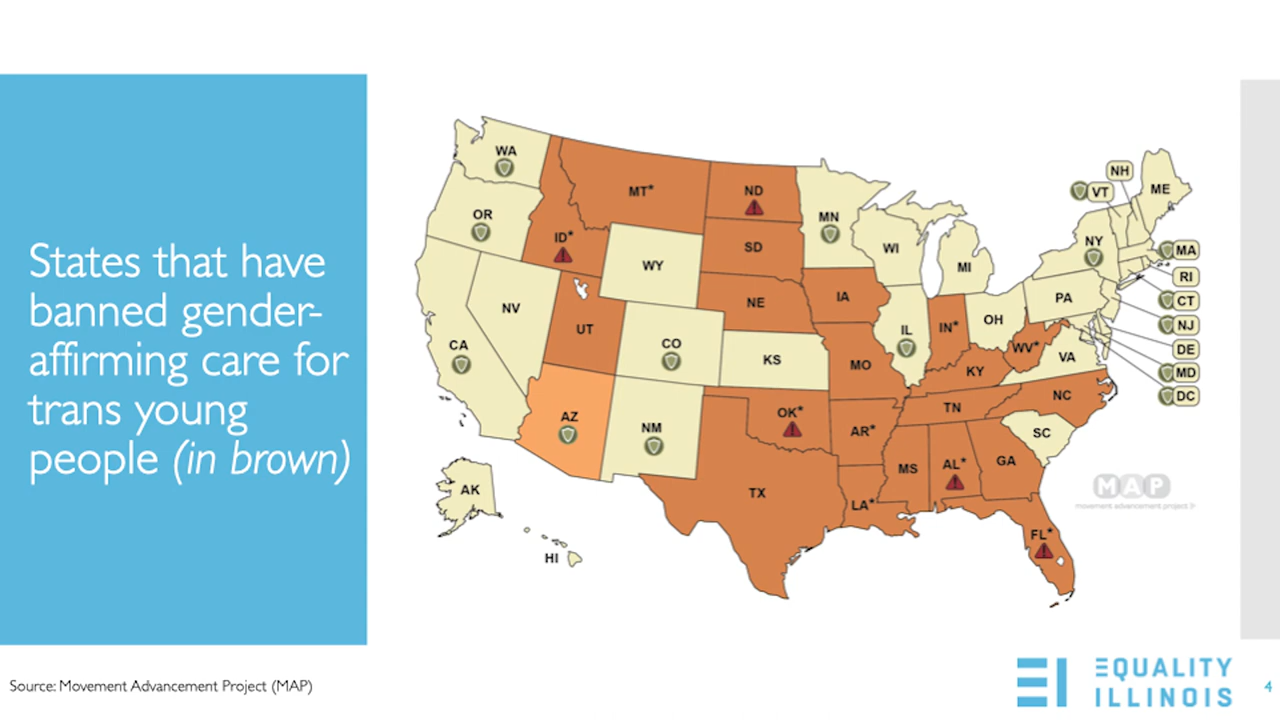 States that have
banned gender-
affirming care for
trans young
people (in brown)
WA
OR
CA
NV
ID*
MT*
WY
UT
AZ
CO
NM
ND
SD
NE
KS
OK*
TX
MN
IA
MO
AR*
LA*
WI
IL
MI
IN*
OH
KY
TN
MS
AL*
GA
FL*
SC
NC
VA
WV*
PA
NY
VT
NH
ME
MA
RI
CT
NJ
DE
MD
DC
AK
HI
MAP
movement advancement project
Source: Movement Advancement Project (MAP)
EQUALITY
ILLINOIS
4